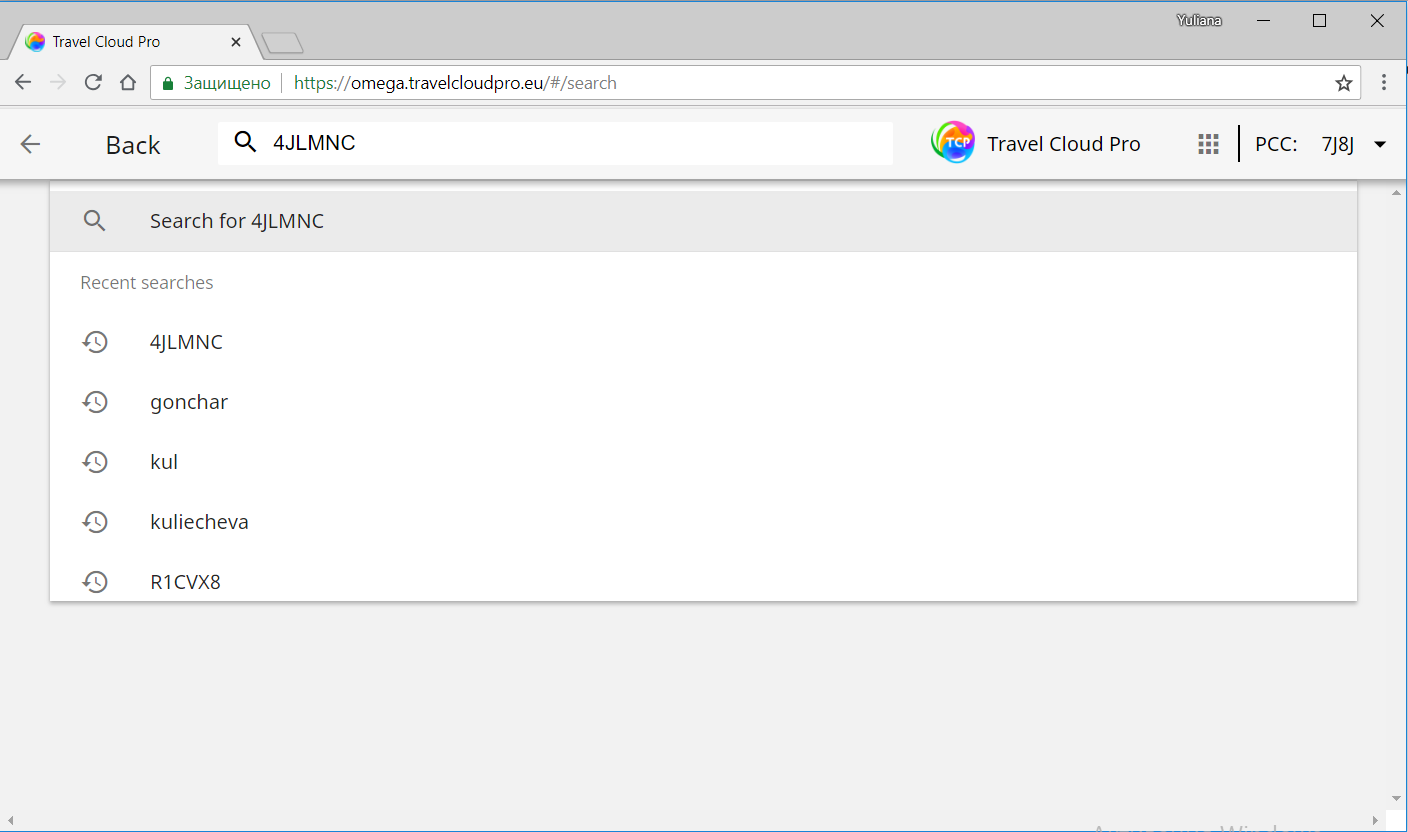 Yuliana
Travel Cloud Pro
Защищено https://omega.travelcloudpro.eu/#/search
Back 4JLMNC TCP Travel Cloud Pro PCC: 7J8J
Search for 4JLMNC
Recent searches
4JLMNC
gonchar
kul
kuliecheva
R1CVX8